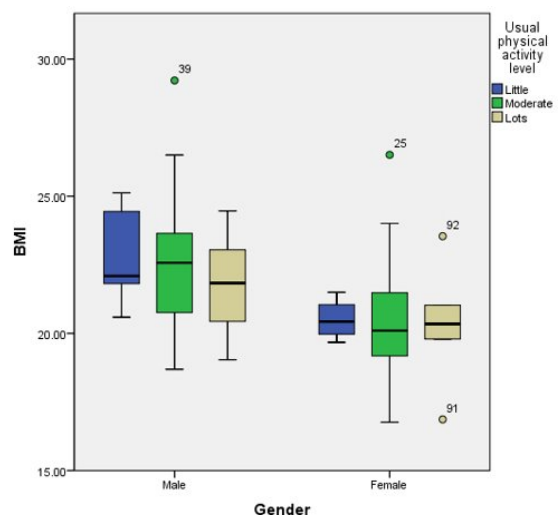 Usual
physical
activity
level
Little
Moderate
Lots
30.00
25.00
20.00
15.00
BMI
39
25
92
91
Male
Female
Gender